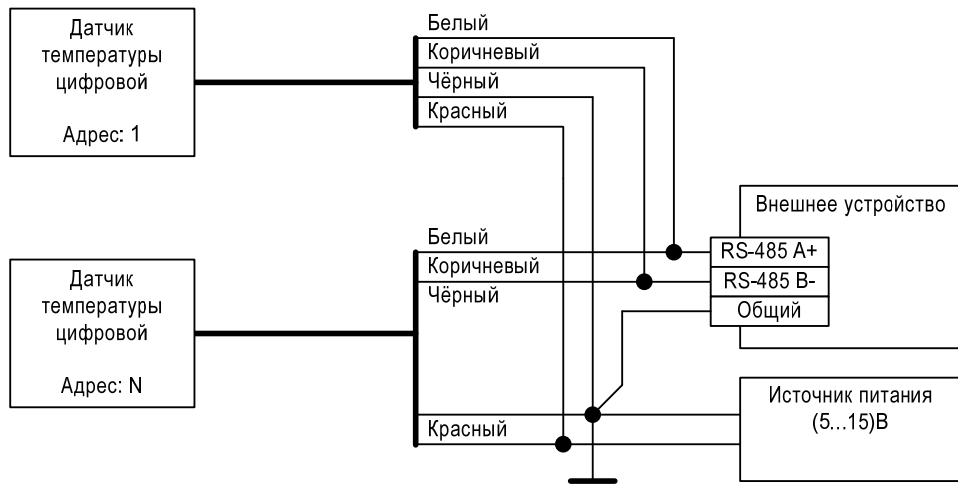 Датчик
температуры
цифровой
Адрес: 1
Белый
Коричневый
Чёрный
Красный
Датчик
температуры
цифровой
Адрес: N
Белый
Коричневый
Чёрный
Красный
Внешнее устройство
RS-485 A+
RS-485 B-
Общий
Источник питания
(5...15)В